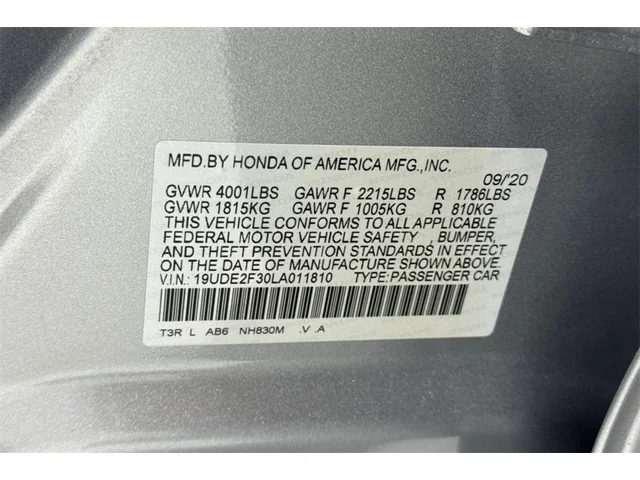 MFD.BY HONDA OF AMERICA MFG.,INC.
09/'20
GVWR 4001LBS GAWR F 2215LBS R 1786LBS
GVWR 1815KG GAWR F 1005KG R 810KG
THIS VEHICLE CONFORMS TO ALL APPLICABLE
FEDERAL MOTOR VEHICLE SAFETY , BUMPER,
AND THEFT PREVENTION STANDARDS IN EFFECT
ON THE DATE OF MANUFACTURE SHOWN ABOVE.
V.I.N.: 19UDE2F30LA011810 TYPE:PASSENGER CAR
T3R L AB6 NH830M .V .A